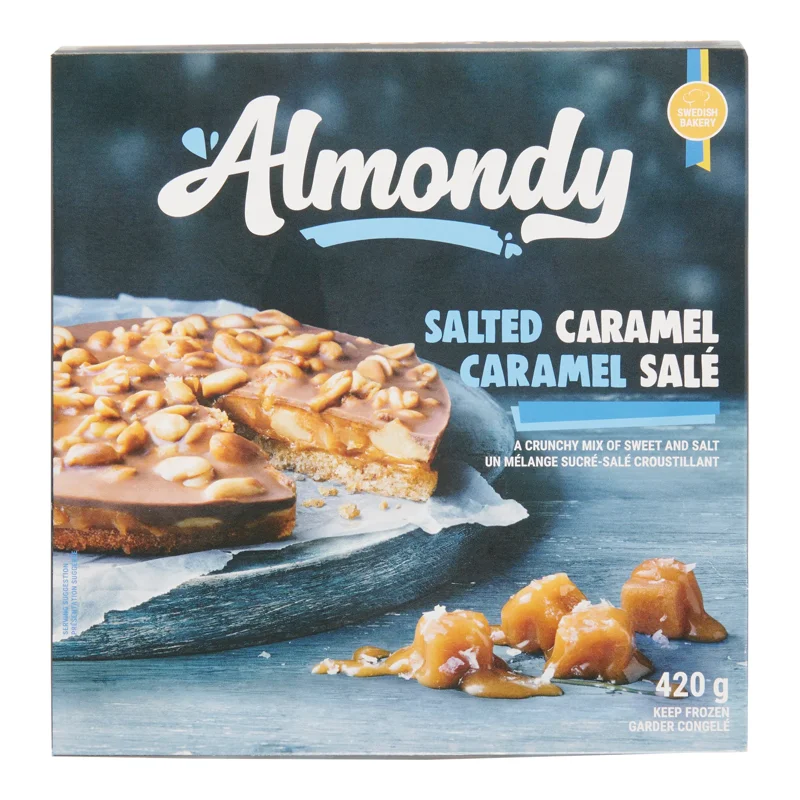 Almondy
SWEDISH
BAKERY
SALTED CARAMEL
CARAMEL SALÉ
A CRUNCHY MIX OF SWEET AND SALT
UN MÉLANGE SUCRÉ-SALÉ CROUSTILLANT
SERVING SUGGESTION
PRÉSENTATION SUGGÉRÉE
420 g
KEEP FROZEN
GARDER CONGELÉ